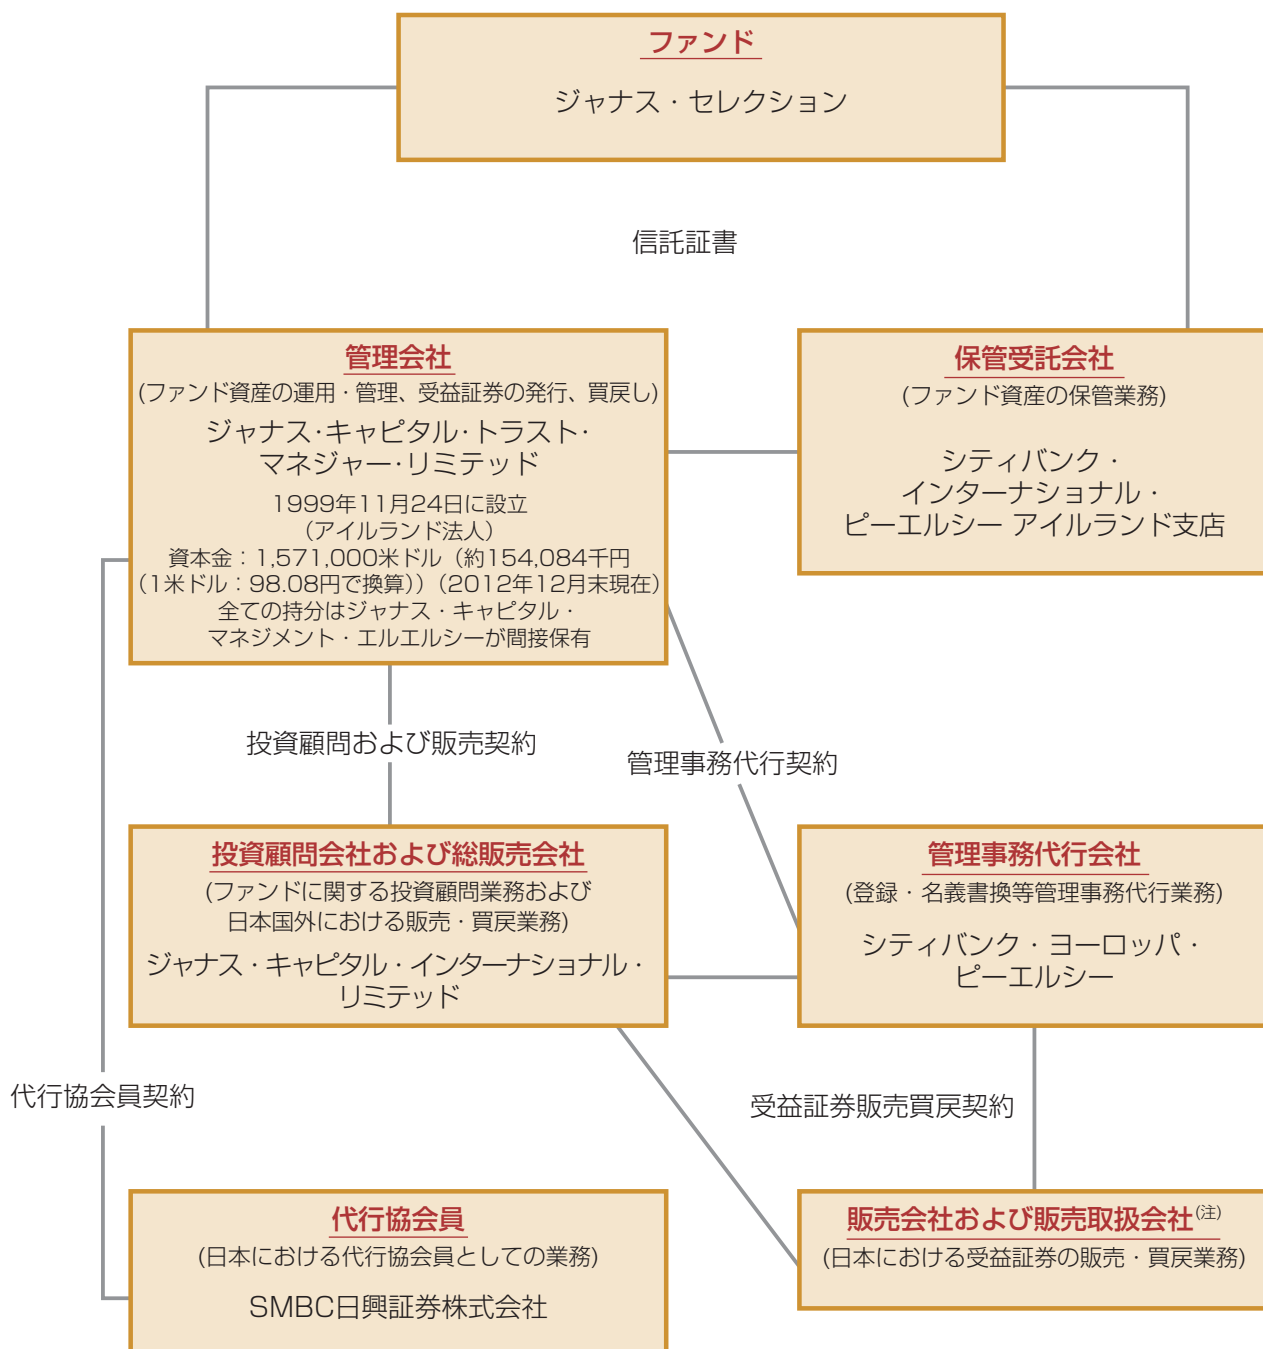 ファンド
ジャナス・セレクション
信託証書
管理会社
(ファンド資産の運用・管理、受益証券の発行、買戻し)
ジャナス・キャピタル・トラスト・
マネジャー・リミテッド
1999年11月24日に設立
（アイルランド法人）
資本金：1,571,000米ドル（約154,084千円
（1米ドル：98.08円で換算））（2012年12月末現在）
全ての持分はジャナス・キャピタル・
マネジメント・エルエルシーが間接保有
保管受託会社
(ファンド資産の保管業務)
シティバンク・
インターナショナル・
ピーエルシー アイルランド支店
投資顧問および販売契約
管理事務代行契約
投資顧問会社および総販売会社
(ファンドに関する投資顧問業務および
日本国外における販売・買戻業務)
ジャナス・キャピタル・インターナショナル・
リミテッド
管理事務代行会社
(登録・名義書換等管理事務代行業務)
シティバンク・ヨーロッパ・
ピーエルシー
代行協会員契約
受益証券販売買戻契約
代行協会員
(日本における代行協会員としての業務)
SMBC日興証券株式会社
販売会社および販売取扱会社(注)
(日本における受益証券の販売・買戻業務)